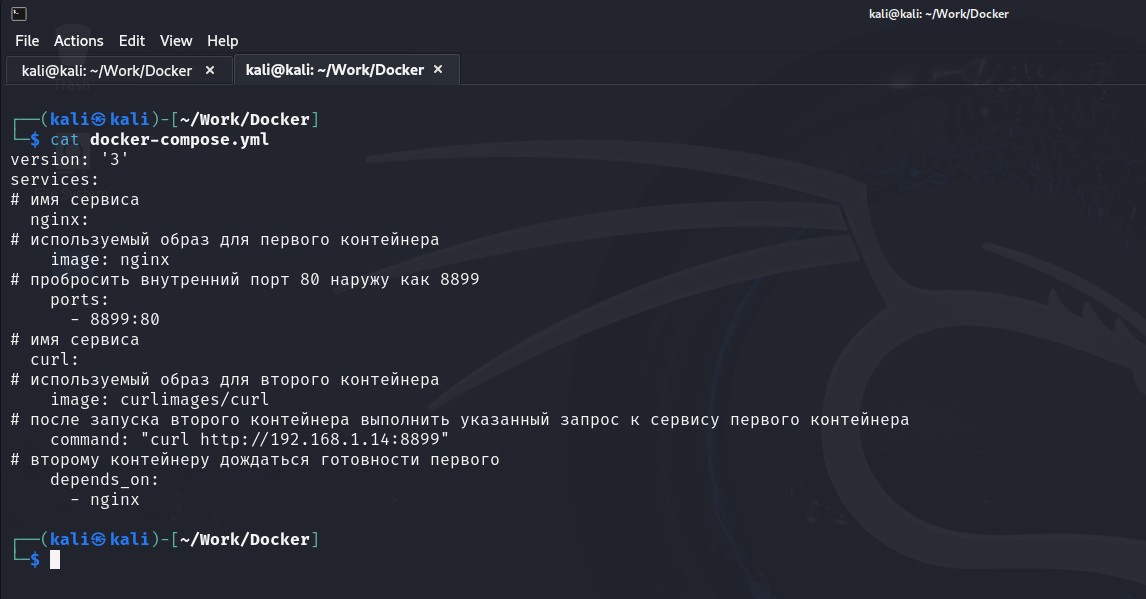 kali@kali: ~/Work/Docker
File Actions Edit View Help
kali@kali: ~/Work/Docker × kali@kali: ~/Work/Docker ×
┌──(kali㉿kali)-[~/Work/Docker]
└─$ cat docker-compose.yml
version: '3'
services:
# имя сервиса
  nginx:
# используемый образ для первого контейнера
    image: nginx
# пробросить внутренний порт 80 наружу как 8899
    ports:
      - 8899:80
# имя сервиса
  curl:
# используемый образ для второго контейнера
    image: curlimages/curl
# после запуска второго контейнера выполнить указанный запрос к сервису первого контейнера
    command: "curl http://192.168.1.14:8899"
# второму контейнеру дождаться готовности первого
    depends_on:
      - nginx
┌──(kali㉿kali)-[~/Work/Docker]
└─$